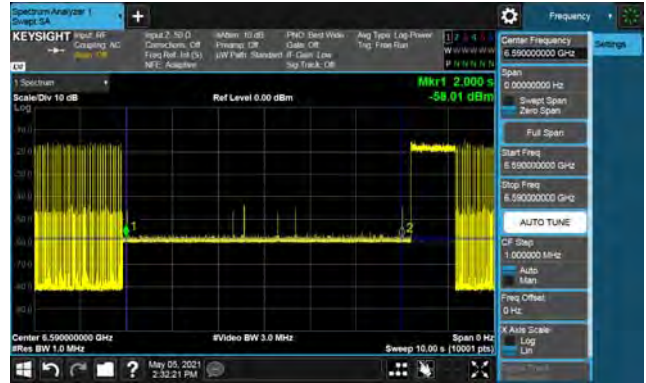 Spectrum Analyzer 1
Swept SA
+
Frequency
KEYSIGHT
Input: RF
Coupling: AC
Input Z: 50 Ω
Corrections: Off
Freq Ref: Int (S)
NFE: Adaptive
Atten: 10 dB
Preamp: Off
µW Path: Standard
PNO: Best Wide
Gate: Off
IF Gain: Low
Sig Track: Off
Avg Type: Log-Power
Trig: Free Run
Center Frequency
6.590000000 GHz
Settings
Span
0.00000000 Hz
Swept Span
Zero Span
Full Span
Start Freq
6.590000000 GHz
Stop Freq
6.590000000 GHz
AUTO TUNE
CF Step
1.000000 MHz
Auto
Man
Freq Offset
0 Hz
X Axis Scale
Log
Lin
1 Spectrum
Scale/Div 10 dB
Ref Level 0.00 dBm
Mkr1 2.000 s
-58.01 dBm
Log
1
2
Center 6.590000000 GHz
#Video BW 3.0 MHz
Span 0 Hz
#Res BW 1.0 MHz
Sweep 10.00 s (10001 pts)
?
May 05, 2021
2:32:21 PM